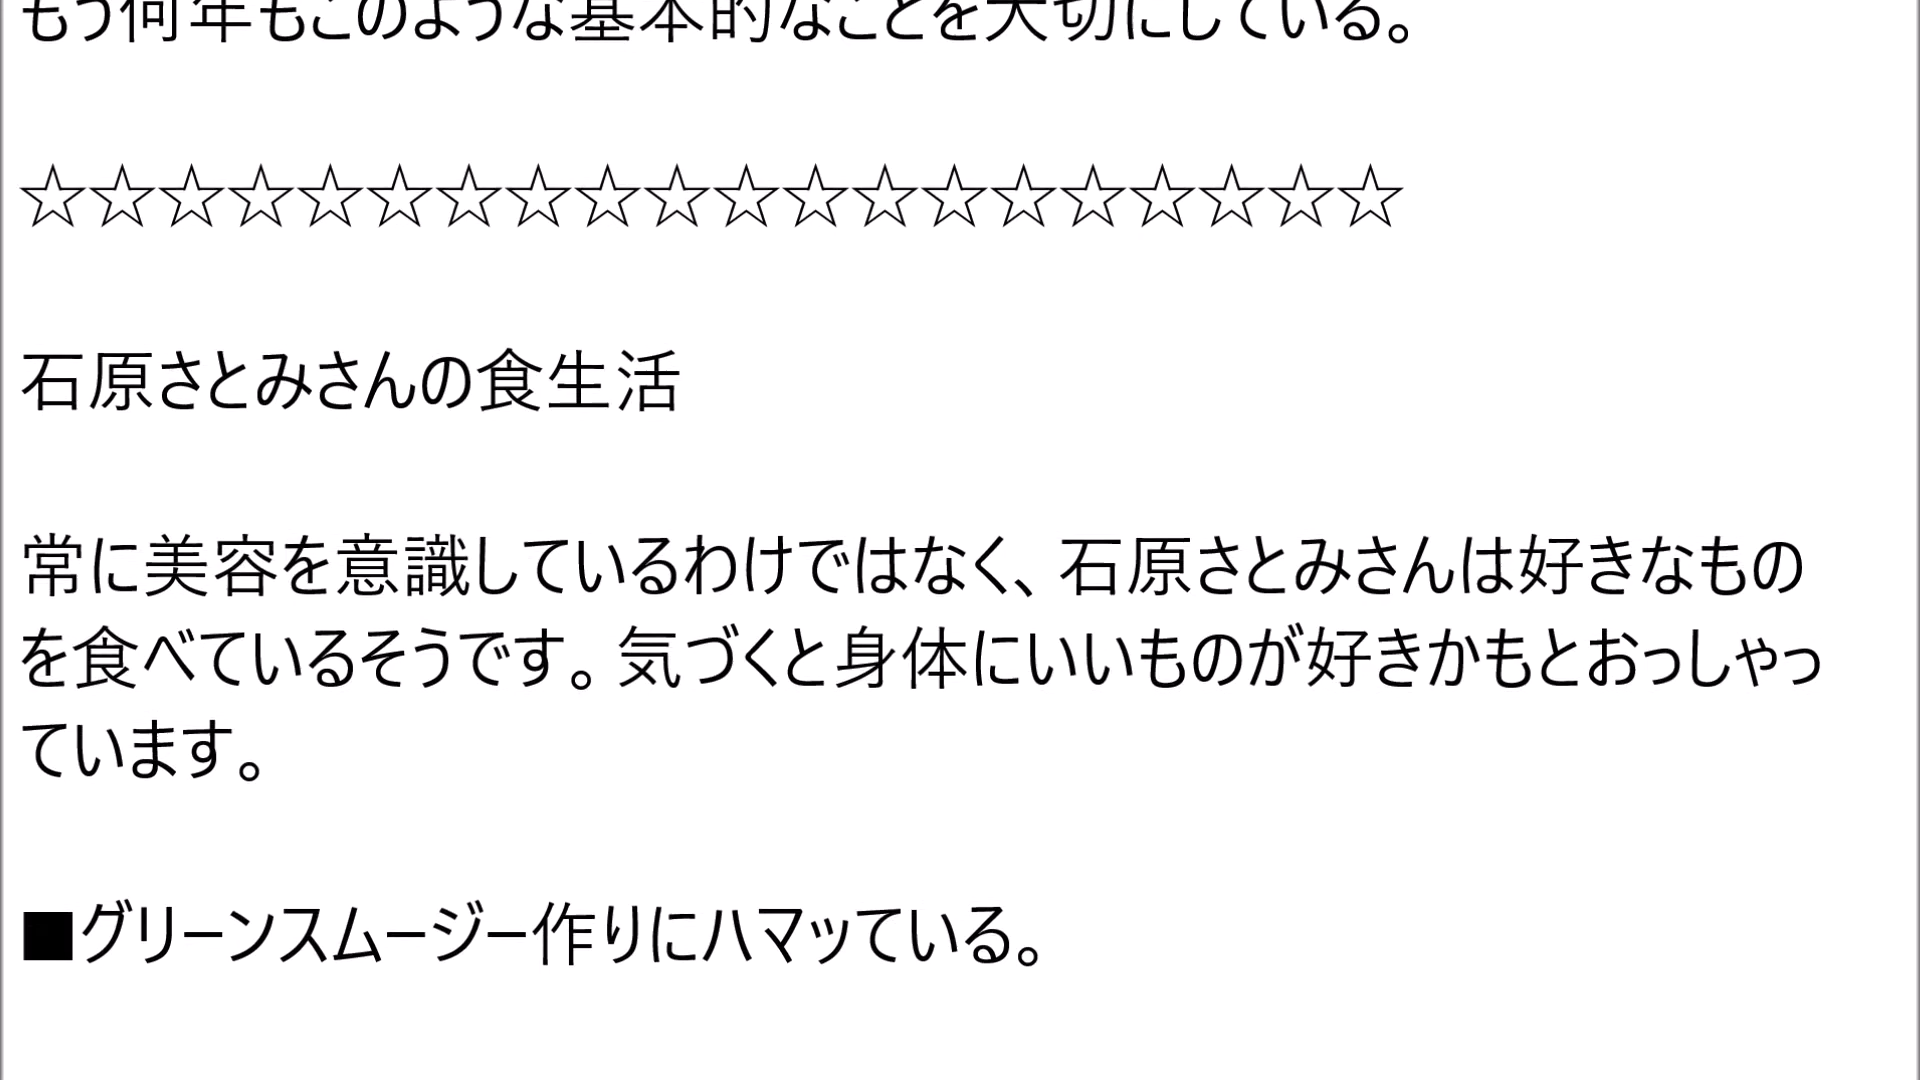 もう何年もこのような基本的なことを大切にしている。
☆☆☆☆☆☆☆☆☆☆☆☆☆☆☆☆☆☆☆☆
石原さとみさんの食生活
常に美容を意識しているわけではなく、石原さとみさんは好きなもの
を食べているそうです。気づくと身体にいいものが好きかもとおっしゃっ
ています。
■グリーンスムージー作りにハマッている。